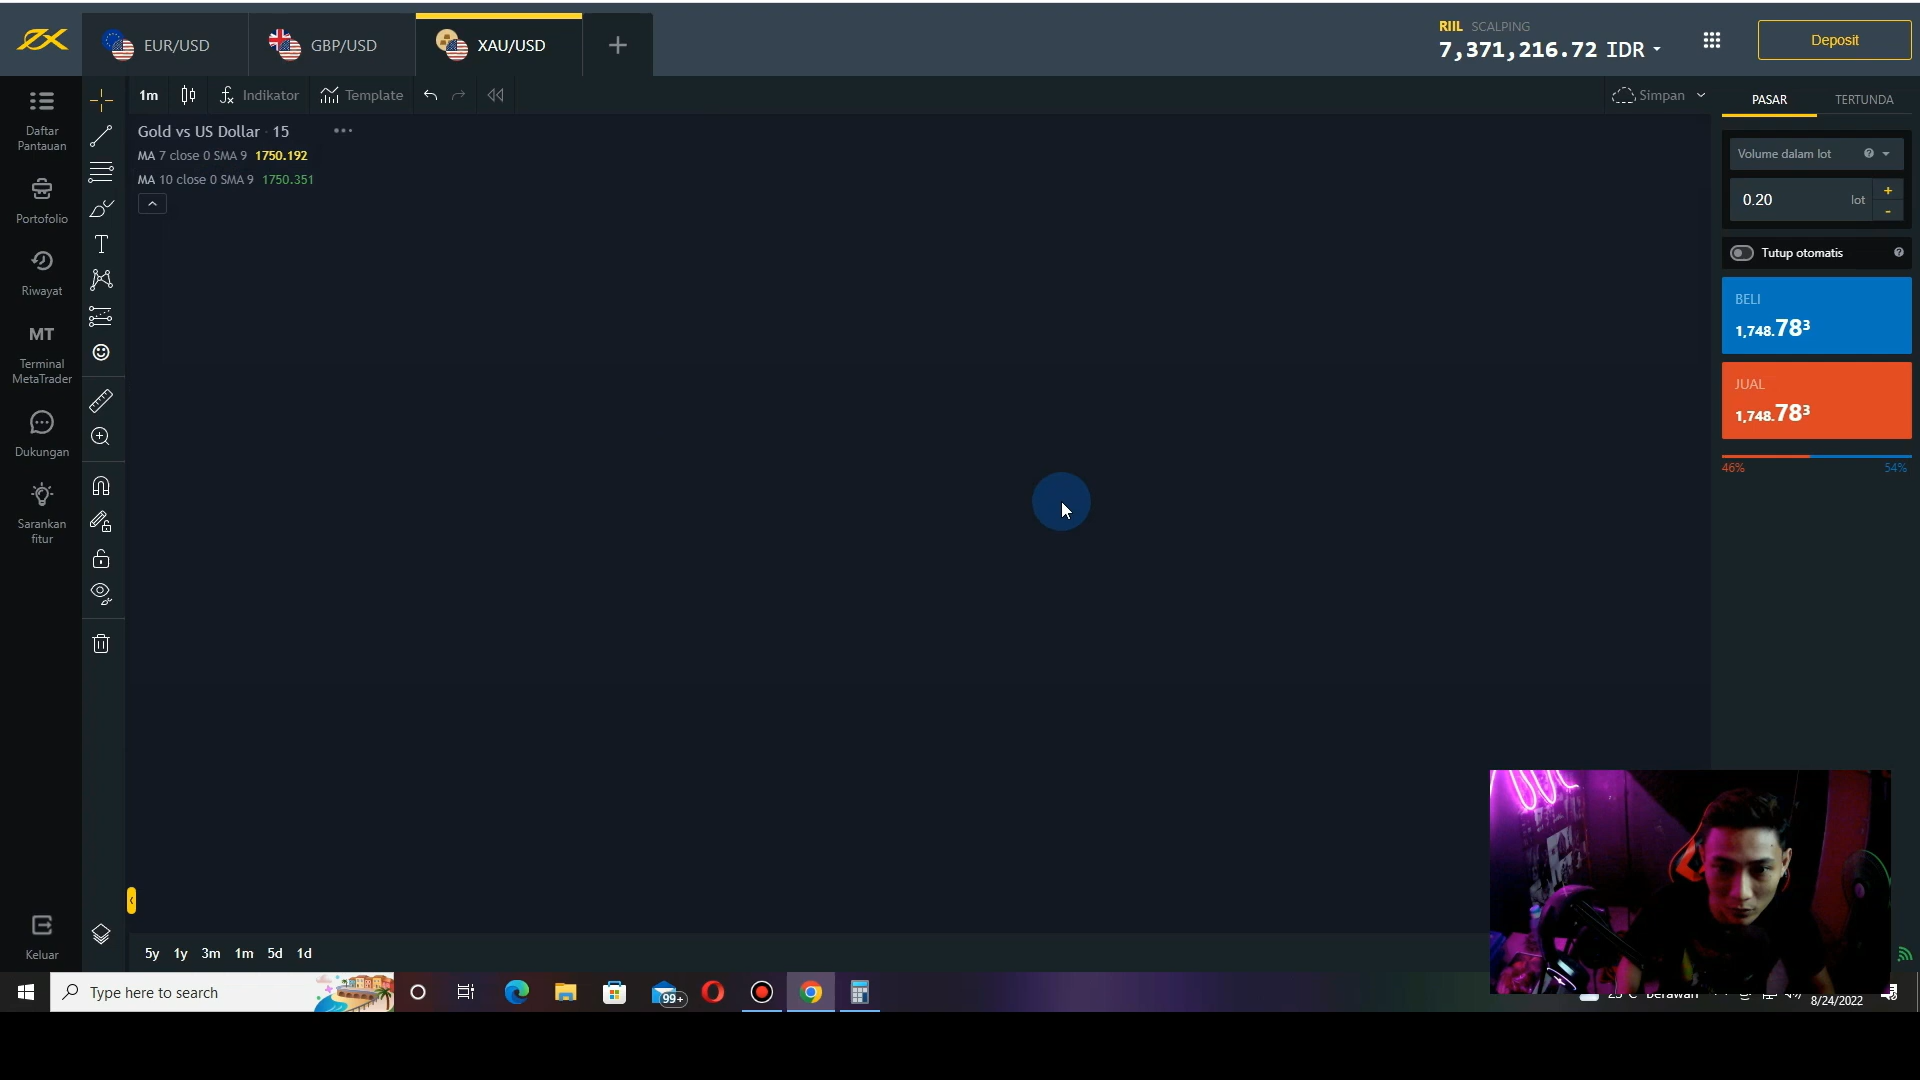 EUR/USD
GBP/USD
XAU/USD
RIIL SCALPING
7,371,216.72 IDR
Deposit
1m
Indikator
Template
Simpan
PASAR
TERTUNDA
Daftar
Pantauan
Portofolio
Riwayat
MT
Terminal
MetaTrader
Dukungan
Sarankan
fitur
Keluar
Gold vs US Dollar · 15
MA 7 close 0 SMA 9 1750.192
MA 10 close 0 SMA 9 1750.351
Volume dalam lot
0.20 lot
+
-
Tutup otomatis
BELI
1,748.78³
JUAL
1,748.78³
46%
54%
5y 1y 3m 1m 5d 1d
Type here to search
99+
8/24/2022